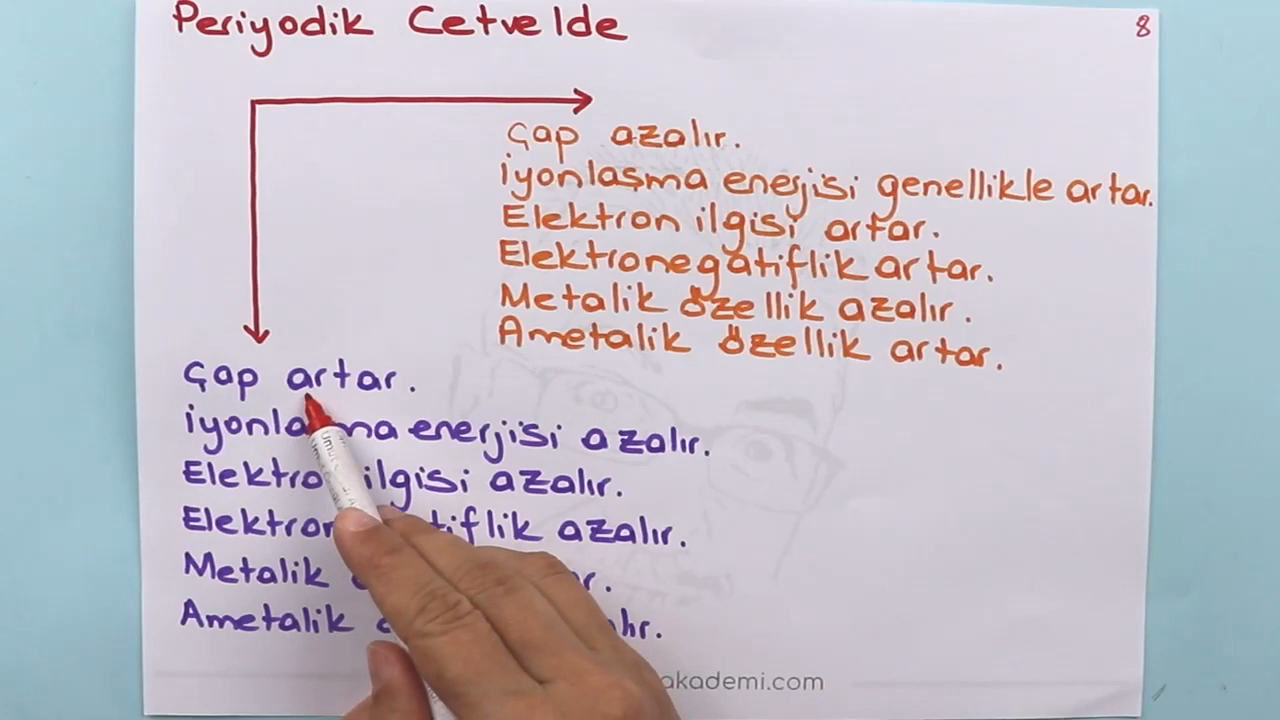 Periyodik Cetvelde
8
Çap azalır.
İyonlaşma enerjisi genellikle artar.
Elektron ilgisi artar.
Elektronegatiflik artar.
Metalik özellik azalır.
Ametalik özellik artar.
Çap artar.
enerjisi azalır.
ilgisi azalır.
azalır.
Metalik
Ametalik
akademi.com